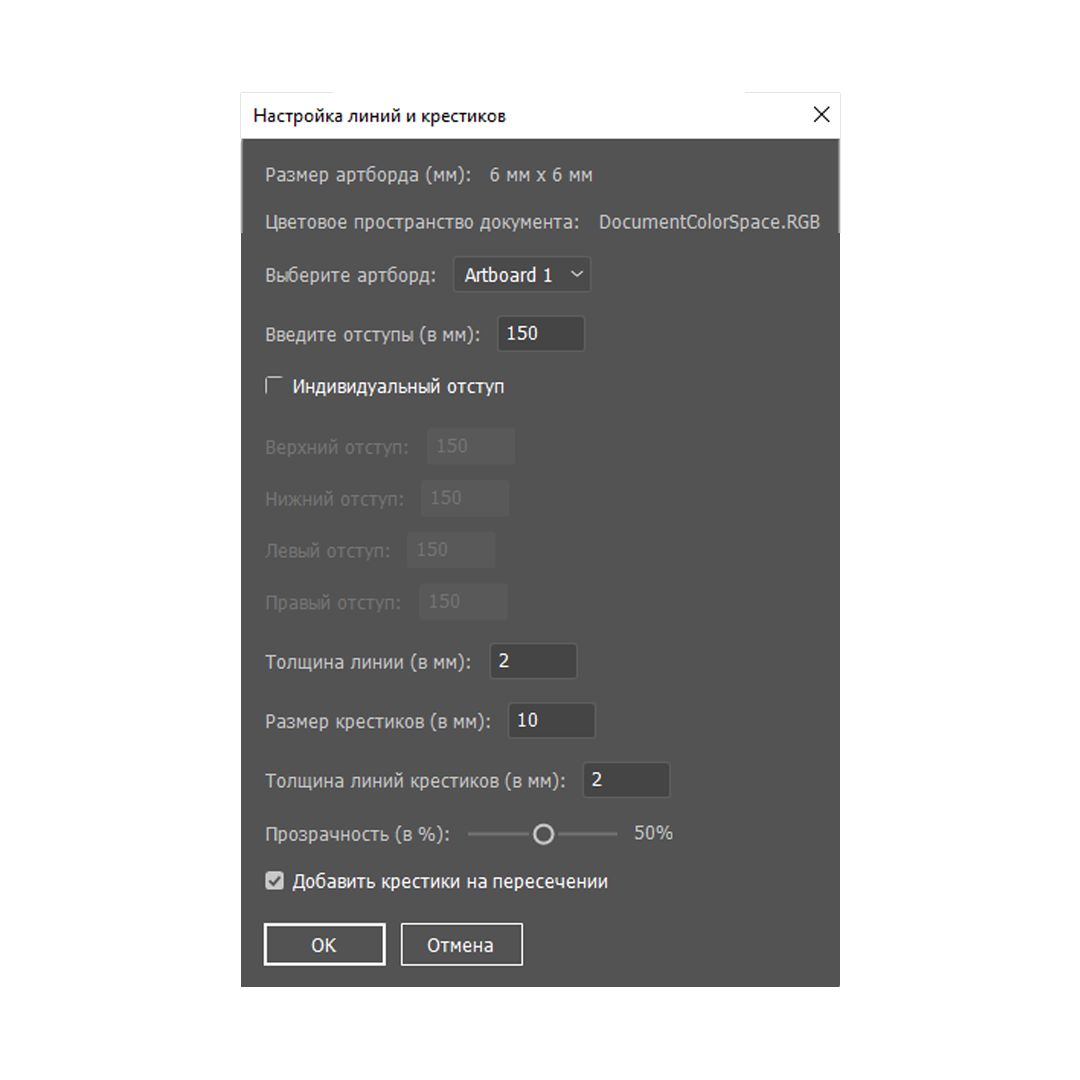 Настройка линий и крестиков
Размер артборда (мм): 6 мм x 6 мм
Цветовое пространство документа: DocumentColorSpace.RGB
Выберите артборд: Artboard 1
Введите отступы (в мм): 150
Индивидуальный отступ
Верхний отступ: 150
Нижний отступ: 150
Левый отступ: 150
Правый отступ: 150
Толщина линии (в мм): 2
Размер крестиков (в мм): 10
Толщина линий крестиков (в мм): 2
Прозрачность (в %): 50%
Добавить крестики на пересечении
OK Отмена